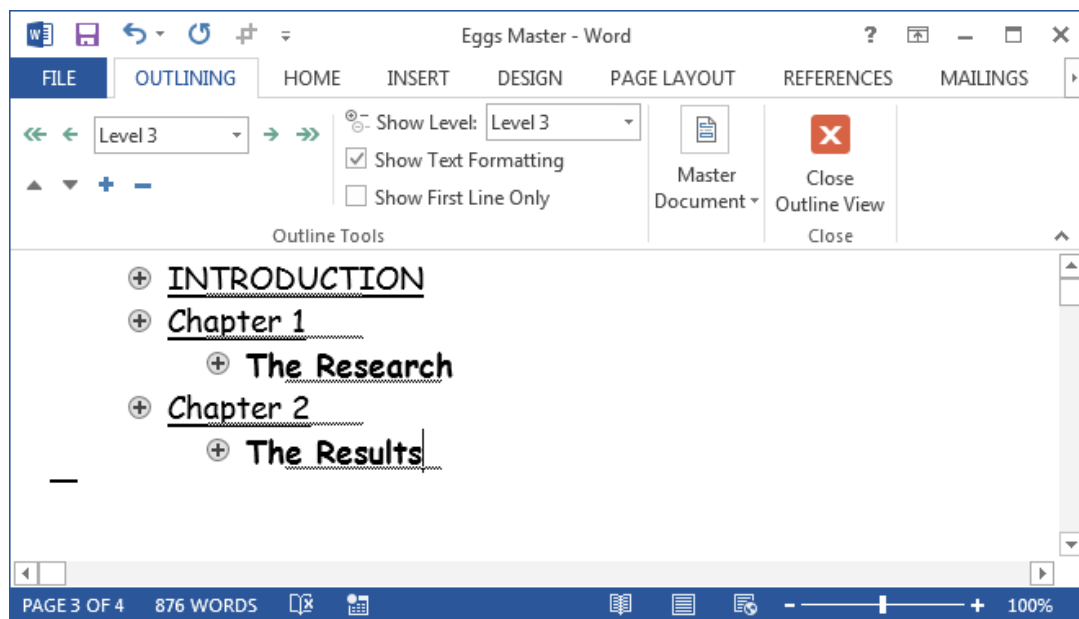 Eggs Master - Word ?
FILE OUTLINING HOME INSERT DESIGN PAGE LAYOUT REFERENCES MAILINGS
Level 3 Show Level: Level 3
Show Text Formatting
Show First Line Only
Master Document
Close Outline View
Outline Tools Close
INTRODUCTION
Chapter 1
The Research
Chapter 2
The Results
PAGE 3 OF 4 876 WORDS 100%